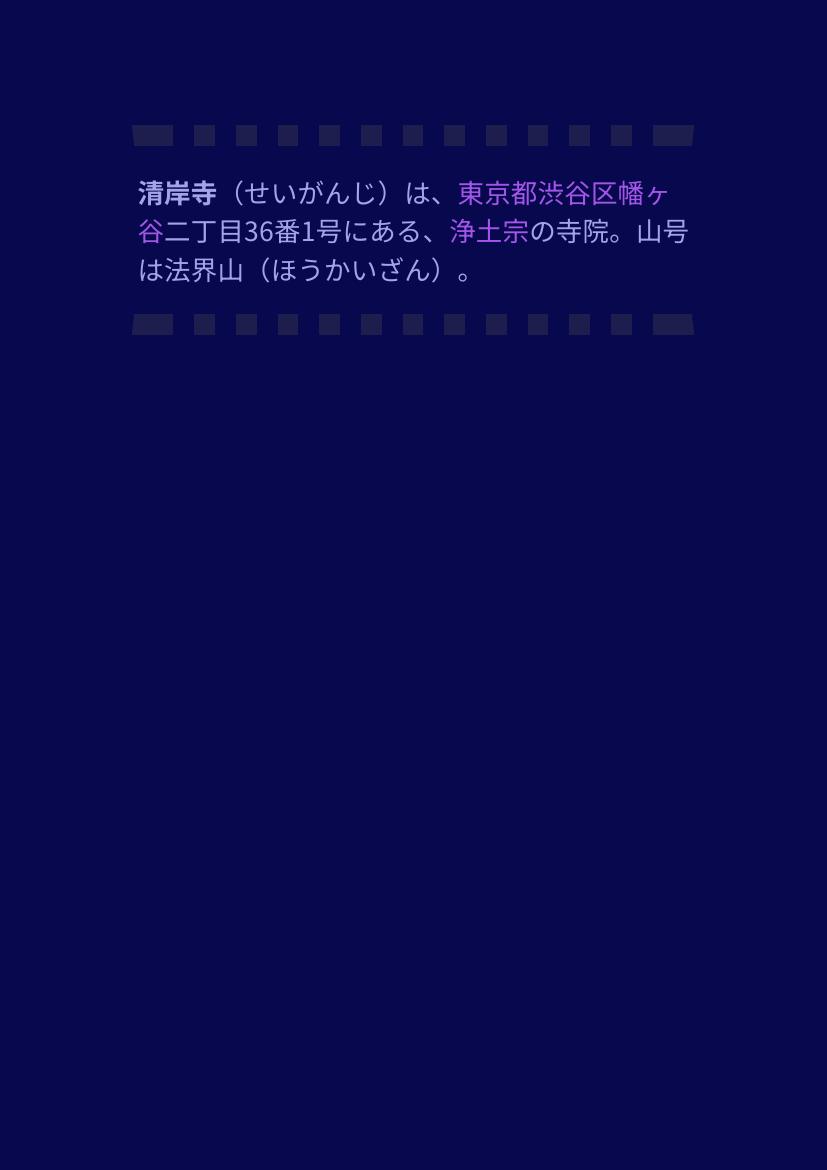 清岸寺（せいがんじ）は、東京都渋谷区幡ヶ
谷二丁目36番1号にある、浄土宗の寺院。山号
は法界山（ほうかいざん）。